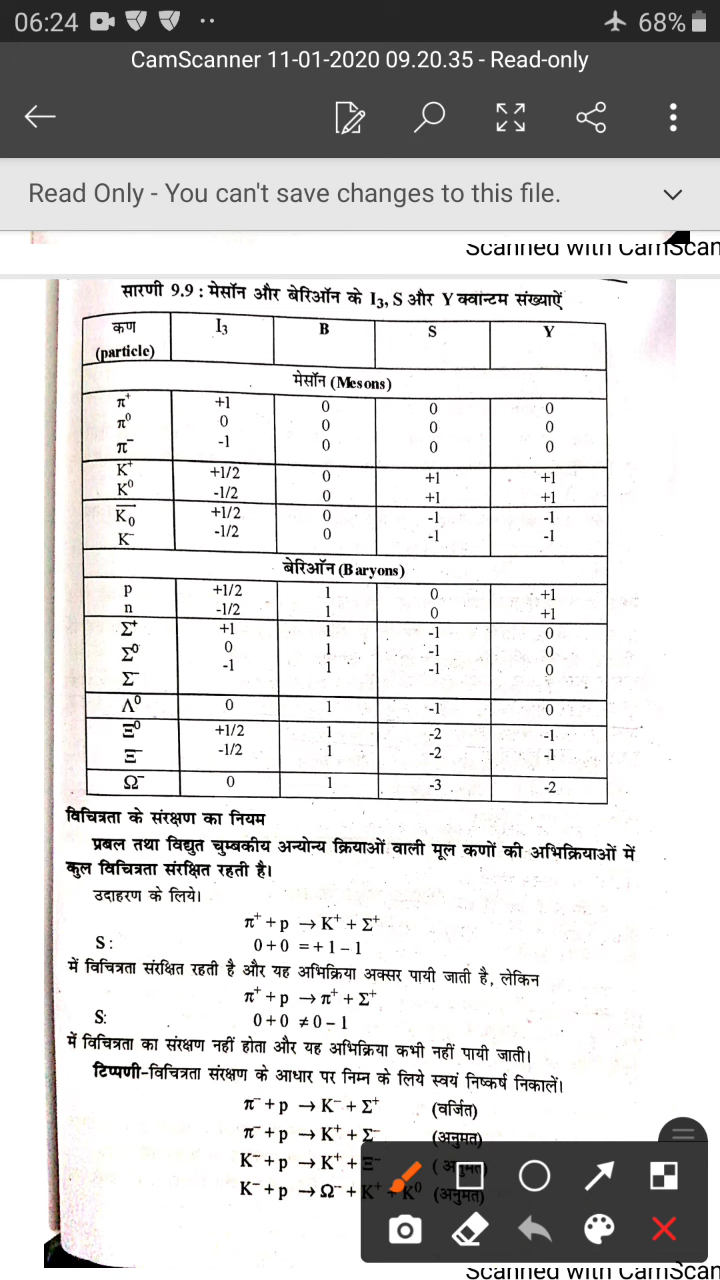 06:24 68%
CamScanner 11-01-2020 09.20.35 - Read-only
Read Only - You can't save changes to this file.
Scanned with CamScan
सारणी 9.9 : मेसॉन और बेरिऑन के I₃, S और Y क्वान्टम संख्याऐं
कण (particle) I₃ B S Y
मेसॉन (Mesons)
π⁺ +1 0 0 0
π⁰ 0 0 0 0
π⁻ -1 0 0 0
K⁺ +1/2 0 +1 +1
K⁰ -1/2 0 +1 +1
K̅₀ +1/2 0 -1 -1
K⁻ -1/2 0 -1 -1
बेरिऑन (Baryons)
p +1/2 1 0 +1
n -1/2 1 0 +1
Σ⁺ +1 1 -1 0
Σ⁰ 0 1 -1 0
Σ⁻ -1 1 -1 0
Λ⁰ 0 1 -1 0
Ξ⁰ +1/2 1 -2 -1
Ξ⁻ -1/2 1 -2 -1
Ω⁻ 0 1 -3 -2
विचित्रता के संरक्षण का नियम
प्रबल तथा विद्युत चुम्बकीय अन्योन्य क्रियाओं वाली मूल कणों की अभिक्रियाओं में
कुल विचित्रता संरक्षित रहती है।
उदाहरण के लिये।
π⁺ + p → K⁺ + Σ⁺
S : 0 + 0 = + 1 – 1
में विचित्रता संरक्षित रहती है और यह अभिक्रिया अक्सर पायी जाती है, लेकिन
π⁺ + p → π⁺ + Σ⁺
S: 0 + 0 ≠ 0 – 1
में विचित्रता का संरक्षण नहीं होता और यह अभिक्रिया कभी नहीं पायी जाती।
टिप्पणी-विचित्रता संरक्षण के आधार पर निम्न के लिये स्वयं निष्कर्ष निकालें।
π⁻ + p → K⁻ + Σ⁺ (वर्जित)
π⁻ + p → K⁺ + Σ⁻ (अनुमत)
K⁻ + p → K⁺ + Ξ⁻ (अनुमत)
K⁻ + p → Ω⁻ + K⁺ + K⁰ (अनुमत)
Scanned with CamScan